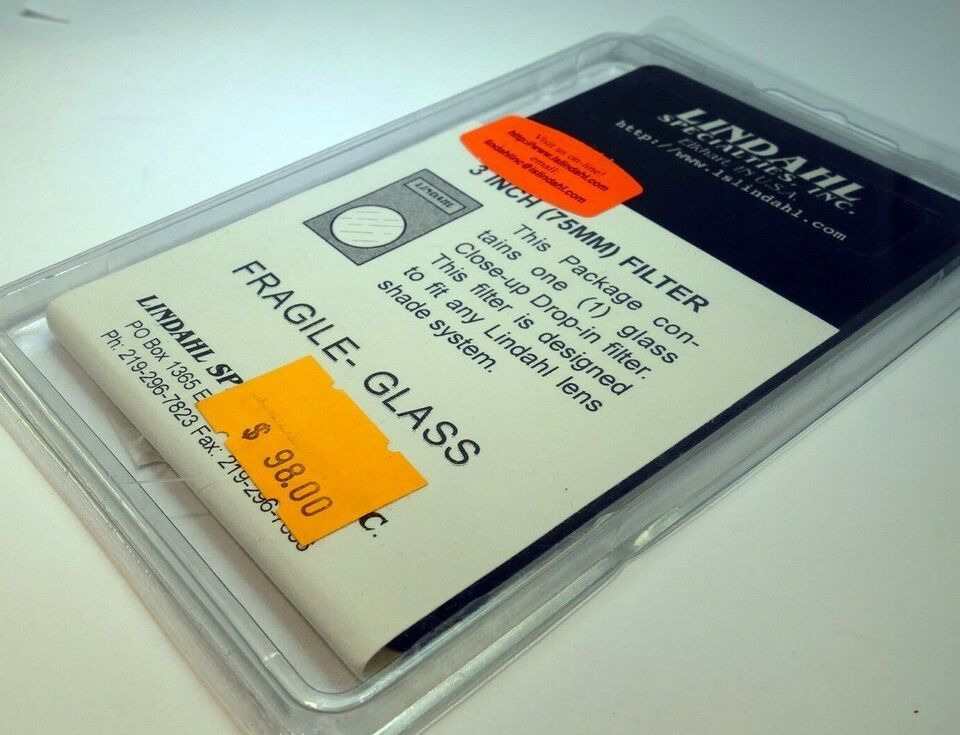 LINDAHL
SPECIALTIES, INC.
Elkhart, IN U.S.A.
http://www.lslindahl.com
Visit us on-line!
http://www.lslindahl.com
email:
lindahlinc@lslindahl.com
3 INCH (75MM) FILTER
LINDAHL
This Package con-
tains one (1) glass
Close-up Drop-in filter.
This filter is designed
to fit any Lindahl lens
shade system.
FRAGILE- GLASS
LINDAHL SP C.
PO Box 1365 E
Ph: 219-296-7823 Fax: 219-296-
$ 98.00